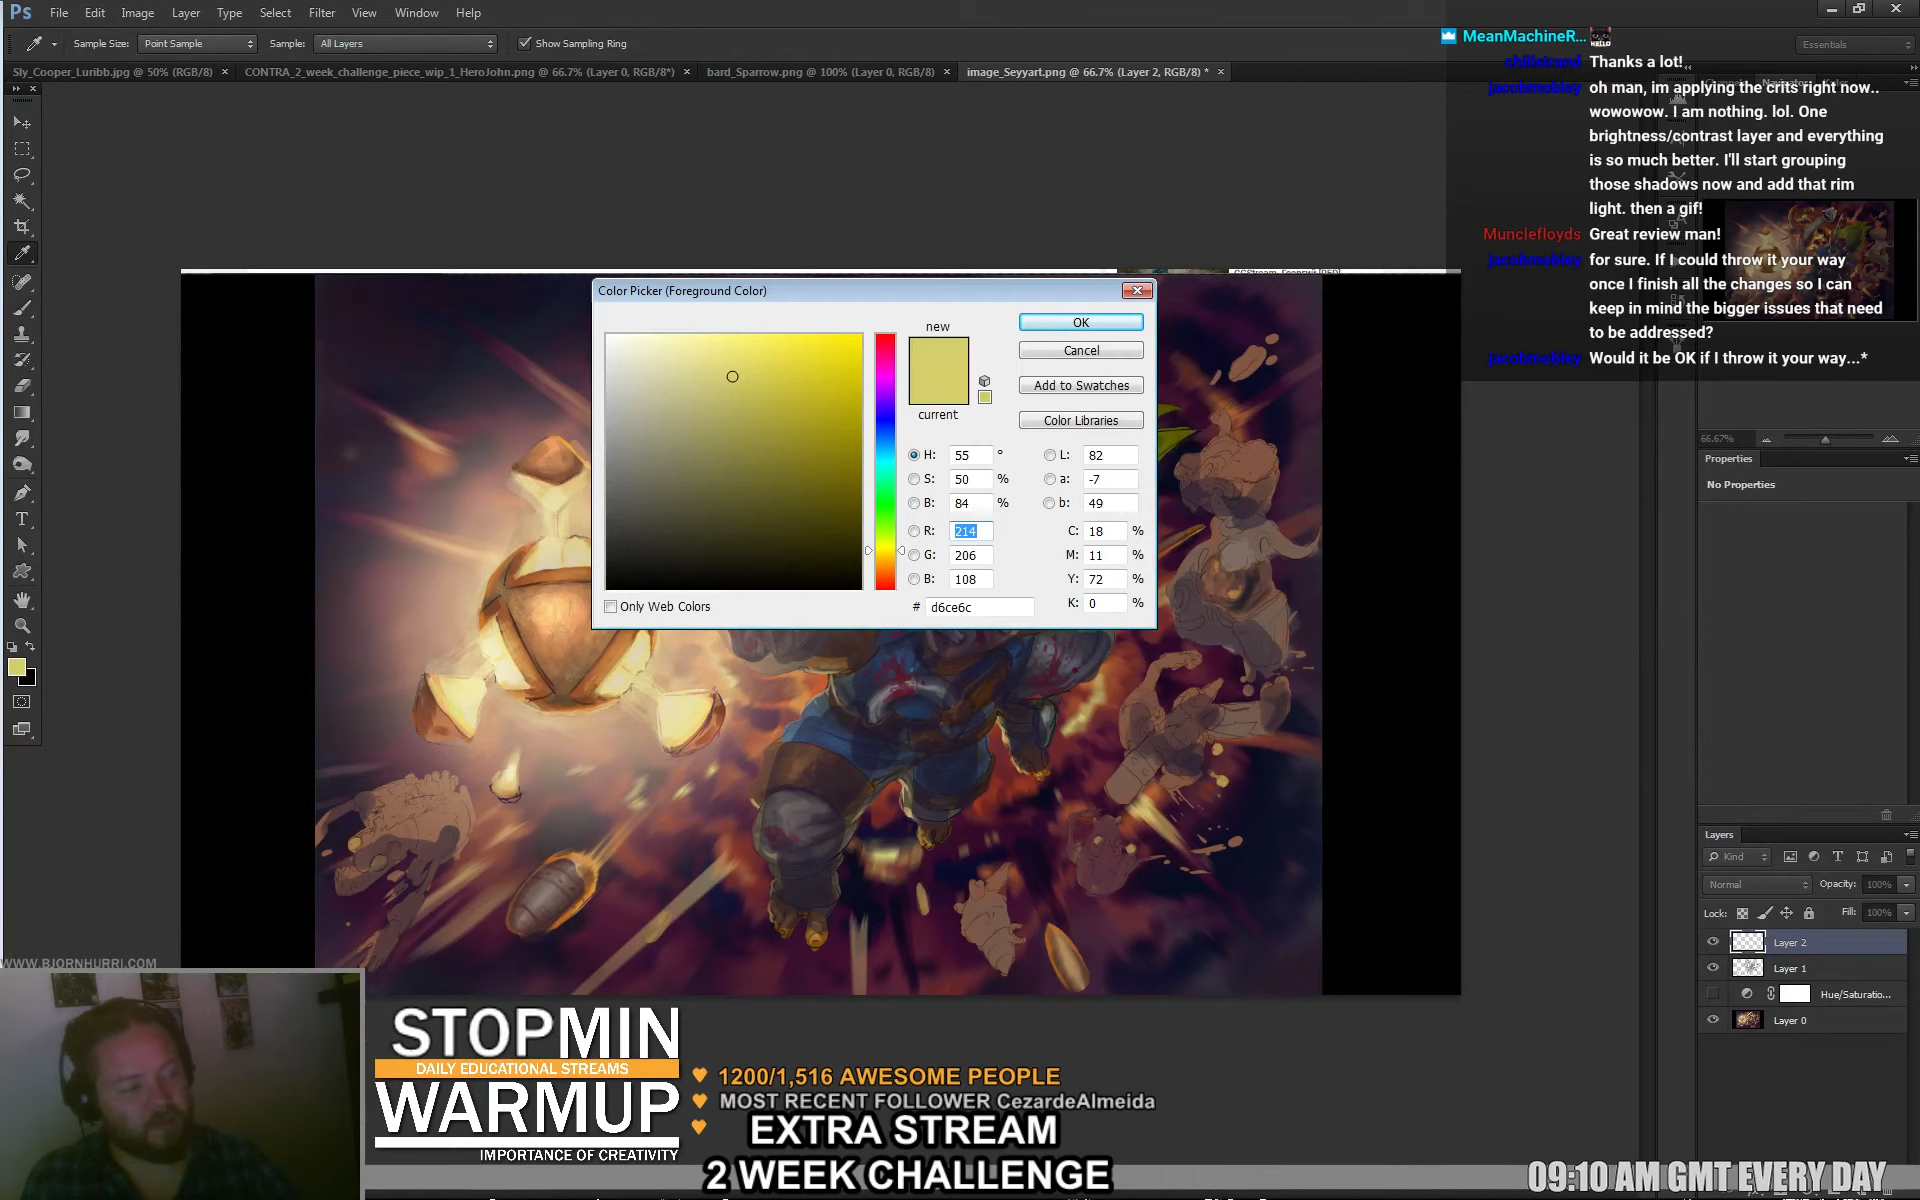 Ps File Edit Image Layer Type Select Filter View Window Help
Sample Size: Point Sample Sample: All Layers Show Sampling Ring Essentials
Sly_Cooper_Luribb.jpg @ 50% (RGB/8) × CONTRA_2_week_challenge_piece_wip_1_HeroJohn.png @ 66.7% (Layer 0, RGB/8*) × bard_Sparrow.png @ 100% (Layer 0, RGB/8) × image_Seyyart.png @ 66.7% (Layer 2, RGB/8) * ×
MeanMachineR... HELLO
chillstrand Thanks a lot!
jacobmobley oh man, im applying the crits right now..
wowowow. I am nothing. lol. One
brightness/contrast layer and everything
is so much better. I'll start grouping
those shadows now and add that rim
light. then a gif!
Munclefloyds Great review man!
jacobmobley for sure. If I could throw it your way
once I finish all the changes so I can
keep in mind the bigger issues that need
to be addressed?
jacobmobley Would it be OK if I throw it your way...*
Color Picker (Foreground Color)
new
current
OK
Cancel
Add to Swatches
Color Libraries
H: 55 °
S: 50 %
B: 84 %
R: 214
G: 206
B: 108
# d6ce6c
L: 82
a: -7
b: 49
C: 18 %
M: 11 %
Y: 72 %
K: 0 %
Only Web Colors
66.67%
Properties
No Properties
Layers
Kind
Normal Opacity: 100%
Lock: Fill: 100%
Layer 2
Layer 1
Hue/Saturatio...
Layer 0
WWW.BJORNHURRI.COM
STOPMIN
DAILY EDUCATIONAL STREAMS
WARMUP
IMPORTANCE OF CREATIVITY
1200/1,516 AWESOME PEOPLE
MOST RECENT FOLLOWER CezardeAlmeida
EXTRA STREAM
2 WEEK CHALLENGE
09:10 AM GMT EVERY DAY